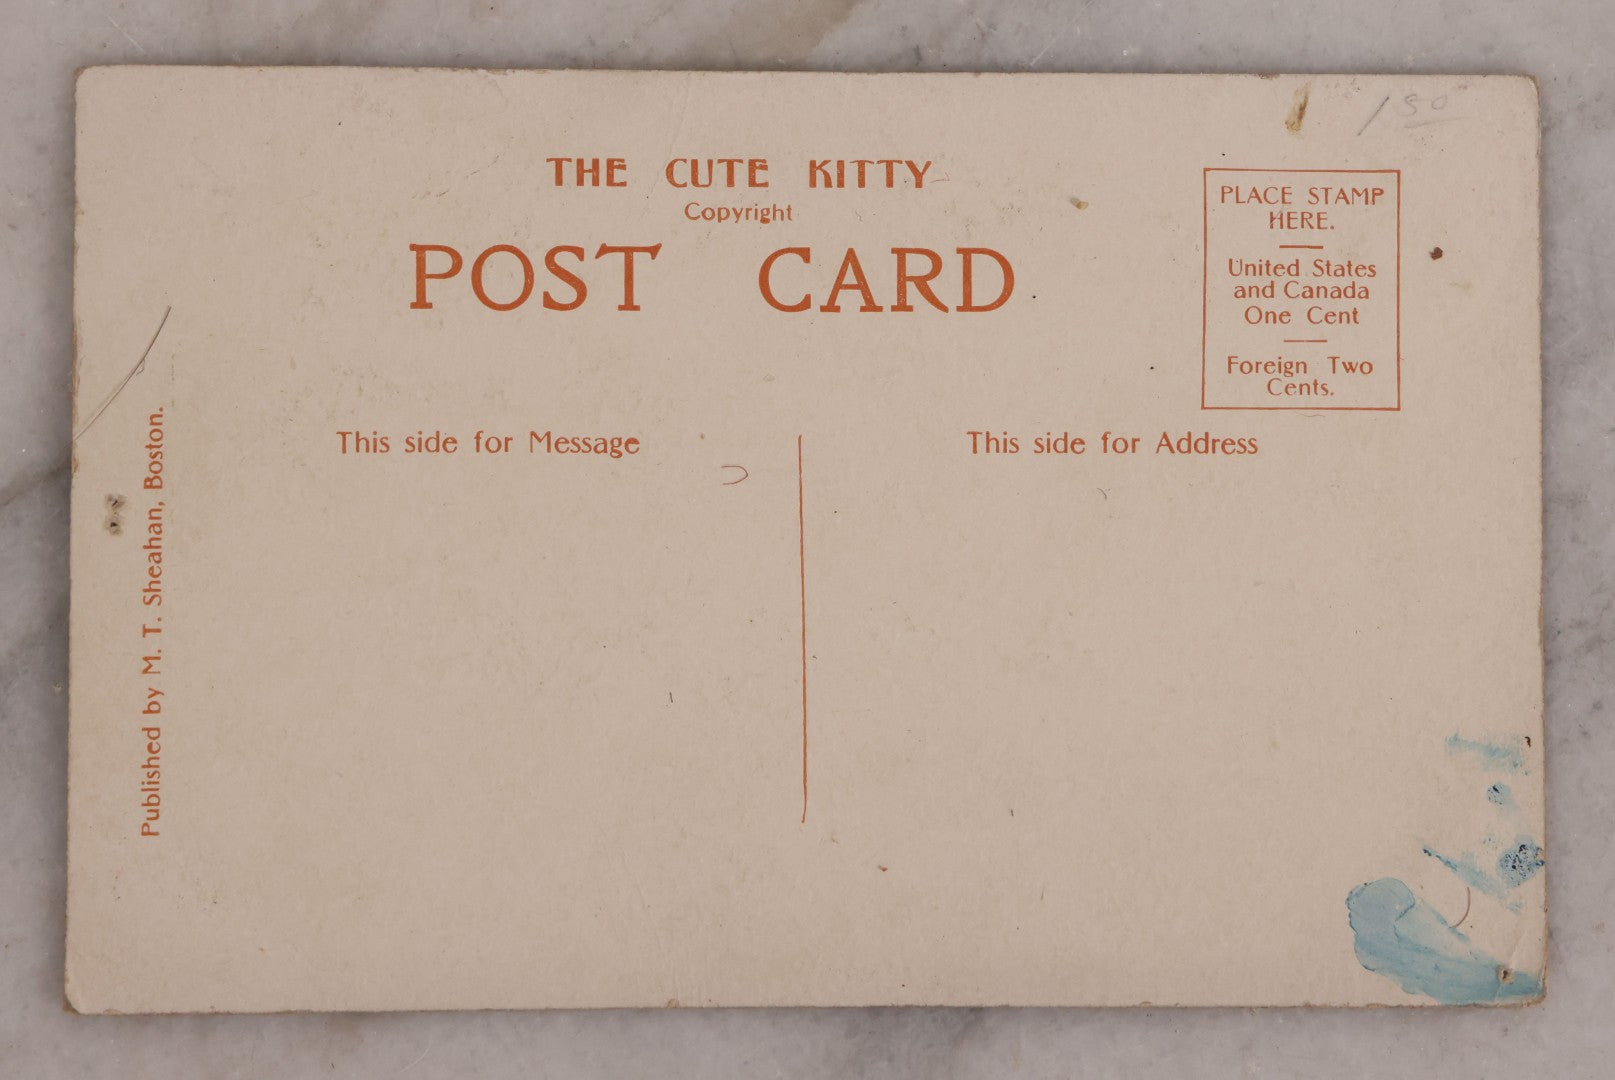 THE CUTE KITTY
Copyright
POST CARD
150
PLACE STAMP
HERE.
United States
and Canada
One Cent
Foreign Two
Cents.
This side for Message
This side for Address
Published by M. T. Sheahan, Boston.